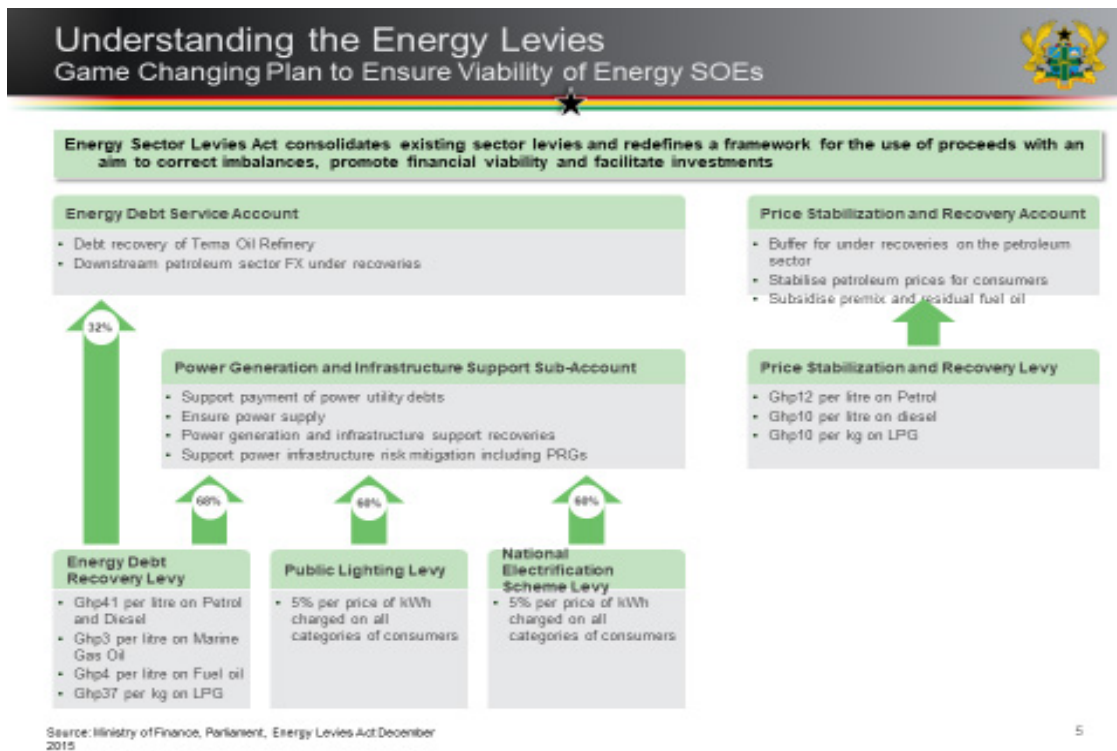 Understanding the Energy Levies
Game Changing Plan to Ensure Viability of Energy SOEs
Energy Sector Levies Act consolidates existing sector levies and redefines a framework for the use of proceeds with an
aim to correct imbalances, promote financial viability and facilitate investments
Energy Debt Service Account
• Debt recovery of Tema Oil Refinery
• Downstream petroleum sector FX under recoveries
Price Stabilization and Recovery Account
• Buffer for under recoveries on the petroleum
sector
• Stabilise petroleum prices for consumers
• Subsidise premix and residual fuel oil
32%
Power Generation and Infrastructure Support Sub-Account
• Support payment of power utility debts
• Ensure power supply
• Power generation and infrastructure support recoveries
• Support power infrastructure risk mitigation including PRGs
Price Stabilization and Recovery Levy
• Ghp12 per litre on Petrol
• Ghp10 per litre on diesel
• Ghp10 per kg on LPG
68%
60%
60%
Energy Debt
Recovery Levy
• Ghp41 per litre on Petrol
and Diesel
• Ghp3 per litre on Marine
Gas Oil
• Ghp4 per litre on Fuel oil
• Ghp37 per kg on LPG
Public Lighting Levy
• 5% per price of kWh
charged on all
categories of consumers
National
Electrification
Scheme Levy
• 5% per price of kWh
charged on all
categories of consumers
Source: Ministry of Finance, Parliament, Energy Levies Act December
2015
5